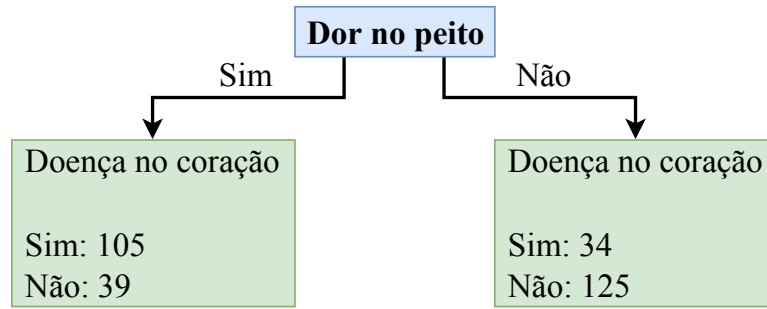 Dor no peito
Sim
Não
Doença no coração
Sim: 105
Não: 39
Doença no coração
Sim: 34
Não: 125